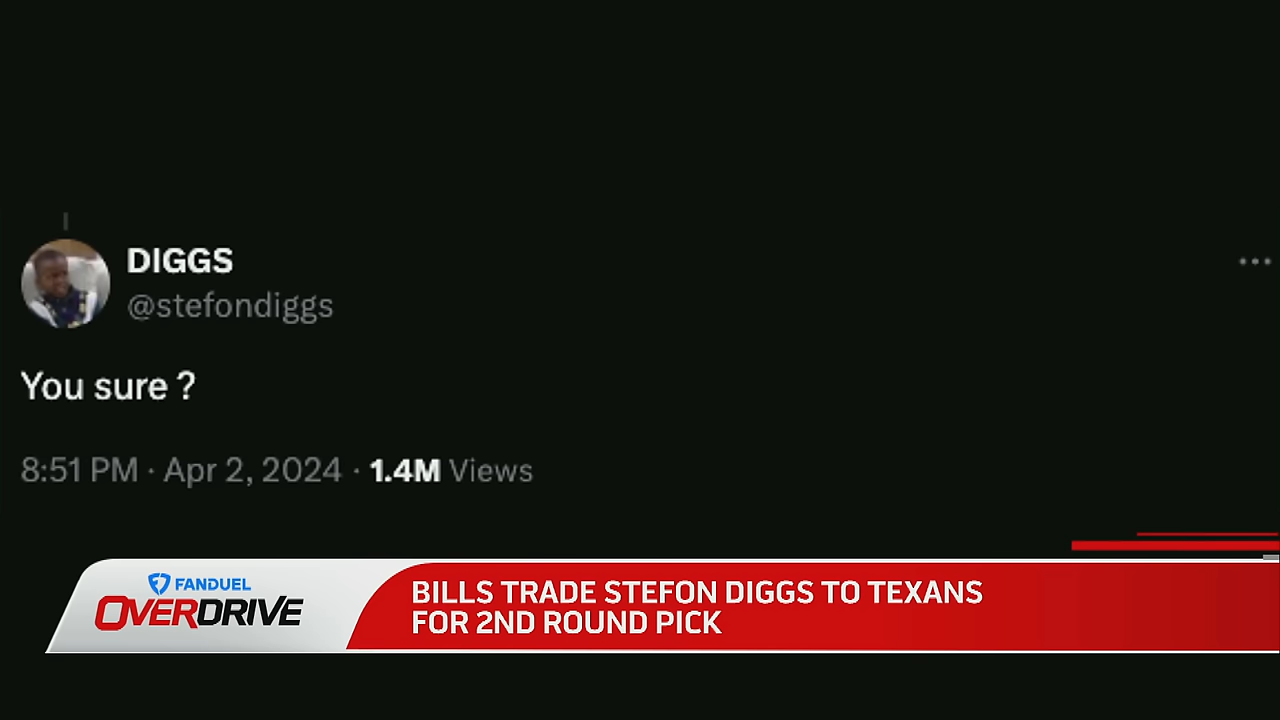 DIGGS
@stefondiggs
You sure ?
8:51 PM · Apr 2, 2024 · 1.4M Views
FANDUEL
OVERDRIVE
BILLS TRADE STEFON DIGGS TO TEXANS
FOR 2ND ROUND PICK